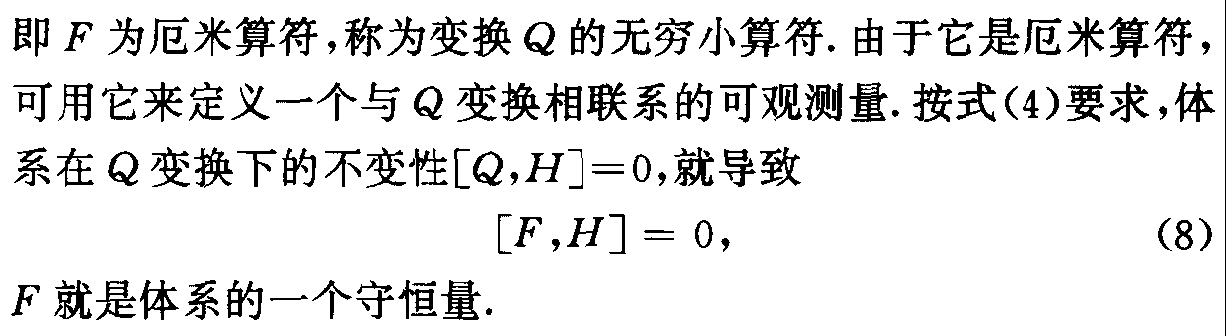 即 F 为厄米算符,称为变换 Q 的无穷小算符. 由于它是厄米算符,
可用它来定义一个与 Q 变换相联系的可观测量. 按式(4)要求,体
系在 Q 变换下的不变性[Q,H]=0,就导致
[F,H] = 0, (8)
F 就是体系的一个守恒量.